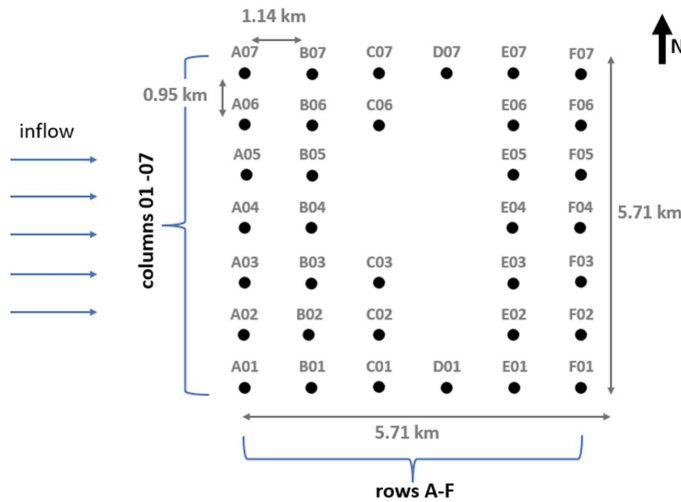 1.14 km
N
A07 B07 C07 D07 E07 F07
0.95 km
A06 B06 C06 E06 F06
inflow
A05 B05 E05 F05
columns 01 -07
A04 B04 E04 F04
5.71 km
A03 B03 C03 E03 F03
A02 B02 C02 E02 F02
A01 B01 C01 D01 E01 F01
5.71 km
rows A-F